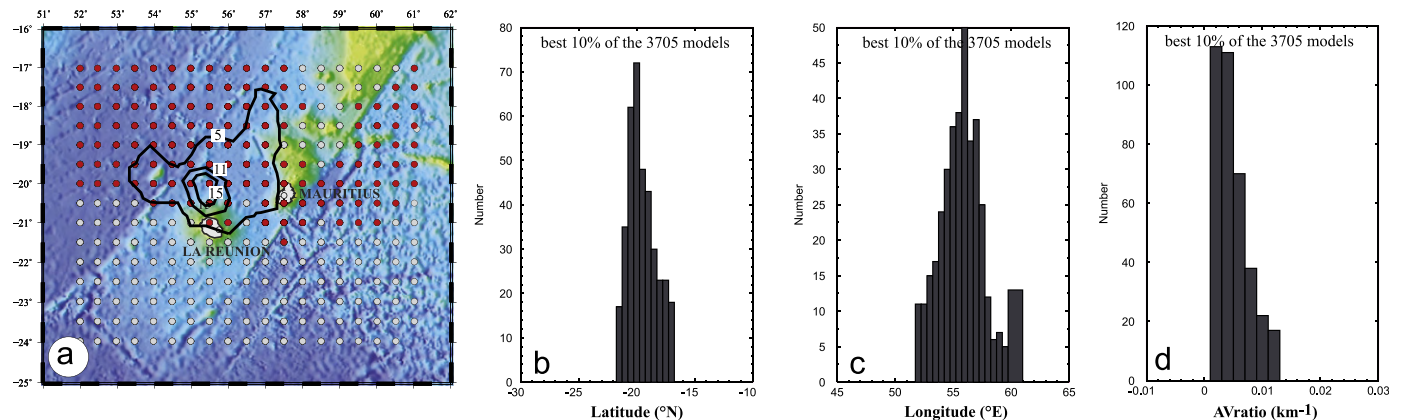 51° 52° 53° 54° 55° 56° 57° 58° 59° 60° 61° 62°
−16°
−17°
−18°
−19°
−20°
−21°
−22°
−23°
−24°
−25°
5
11
15
MAURITIUS
LA REUNION
a
best 10% of the 3705 models
Number
80
70
60
50
40
30
20
10
0
-30 -25 -20 -15 -10
Latitude (°N)
b
best 10% of the 3705 models
Number
50
45
40
35
30
25
20
15
10
5
0
45 50 55 60 65
Longitude (°E)
c
best 10% of the 3705 models
Number
120
100
80
60
40
20
0
−0.01 0 0.01 0.02 0.03
AVratio (km-1)
d